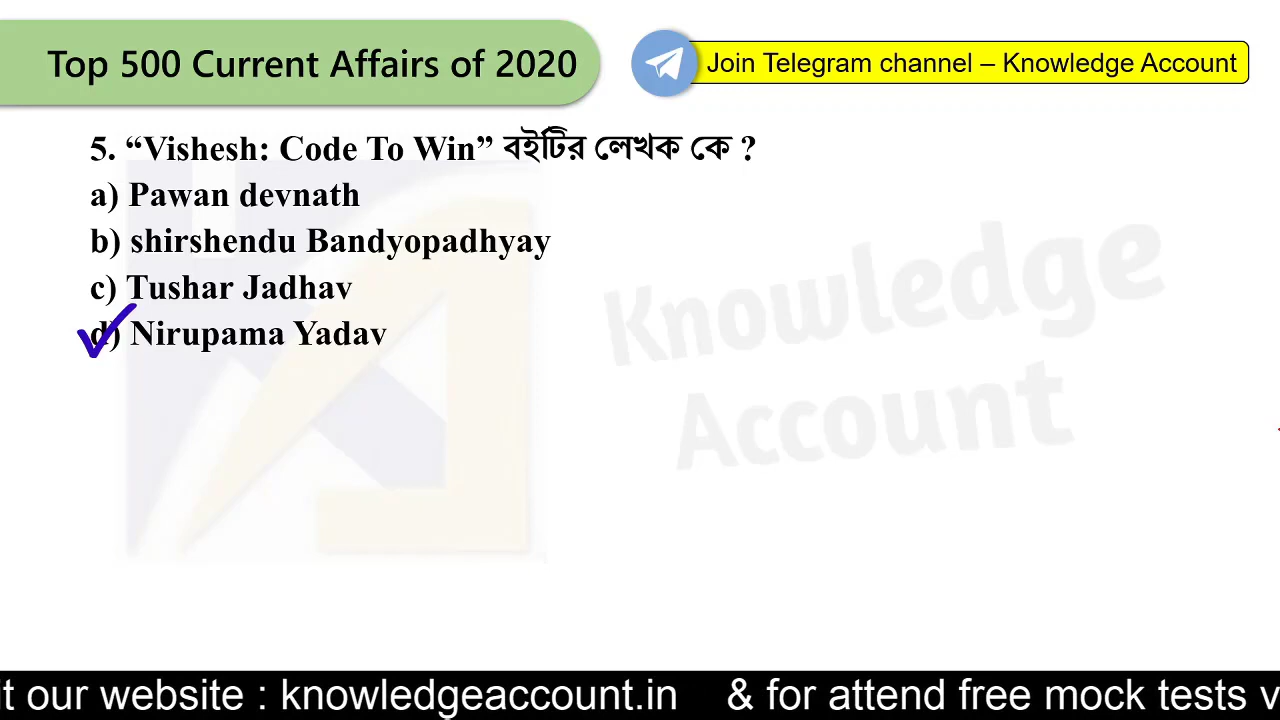 Top 500 Current Affairs of 2020
Join Telegram channel – Knowledge Account
5. “Vishesh: Code To Win” বইটির লেখক কে ?
a) Pawan devnath
b) shirshendu Bandyopadhyay
c) Tushar Jadhav
d) Nirupama Yadav
Knowledge
Account
it our website : knowledgeaccount.in & for attend free mock tests v